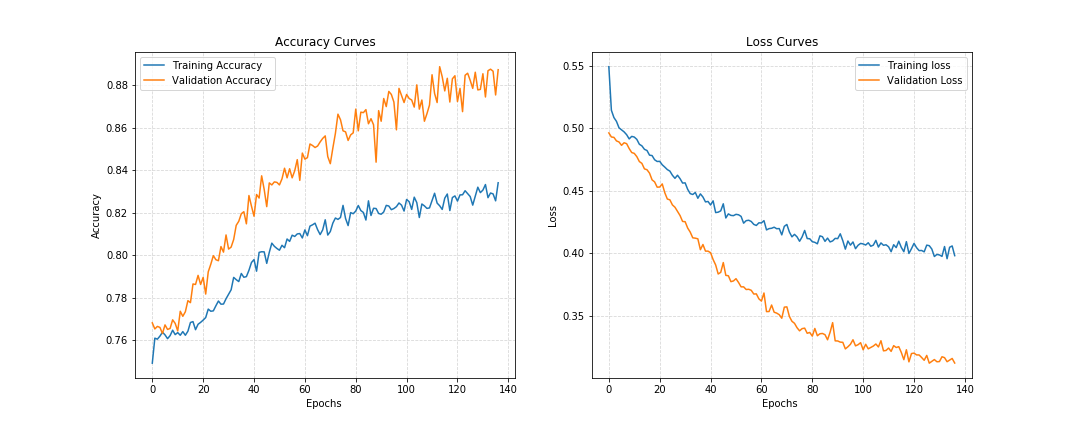 Accuracy Curves
Training Accuracy
Validation Accuracy
0.88
0.86
0.84
0.82
0.80
0.78
0.76
Accuracy
0 20 40 60 80 100 120 140
Epochs
Loss Curves
Training loss
Validation Loss
0.55
0.50
0.45
0.40
0.35
Loss
0 20 40 60 80 100 120 140
Epochs